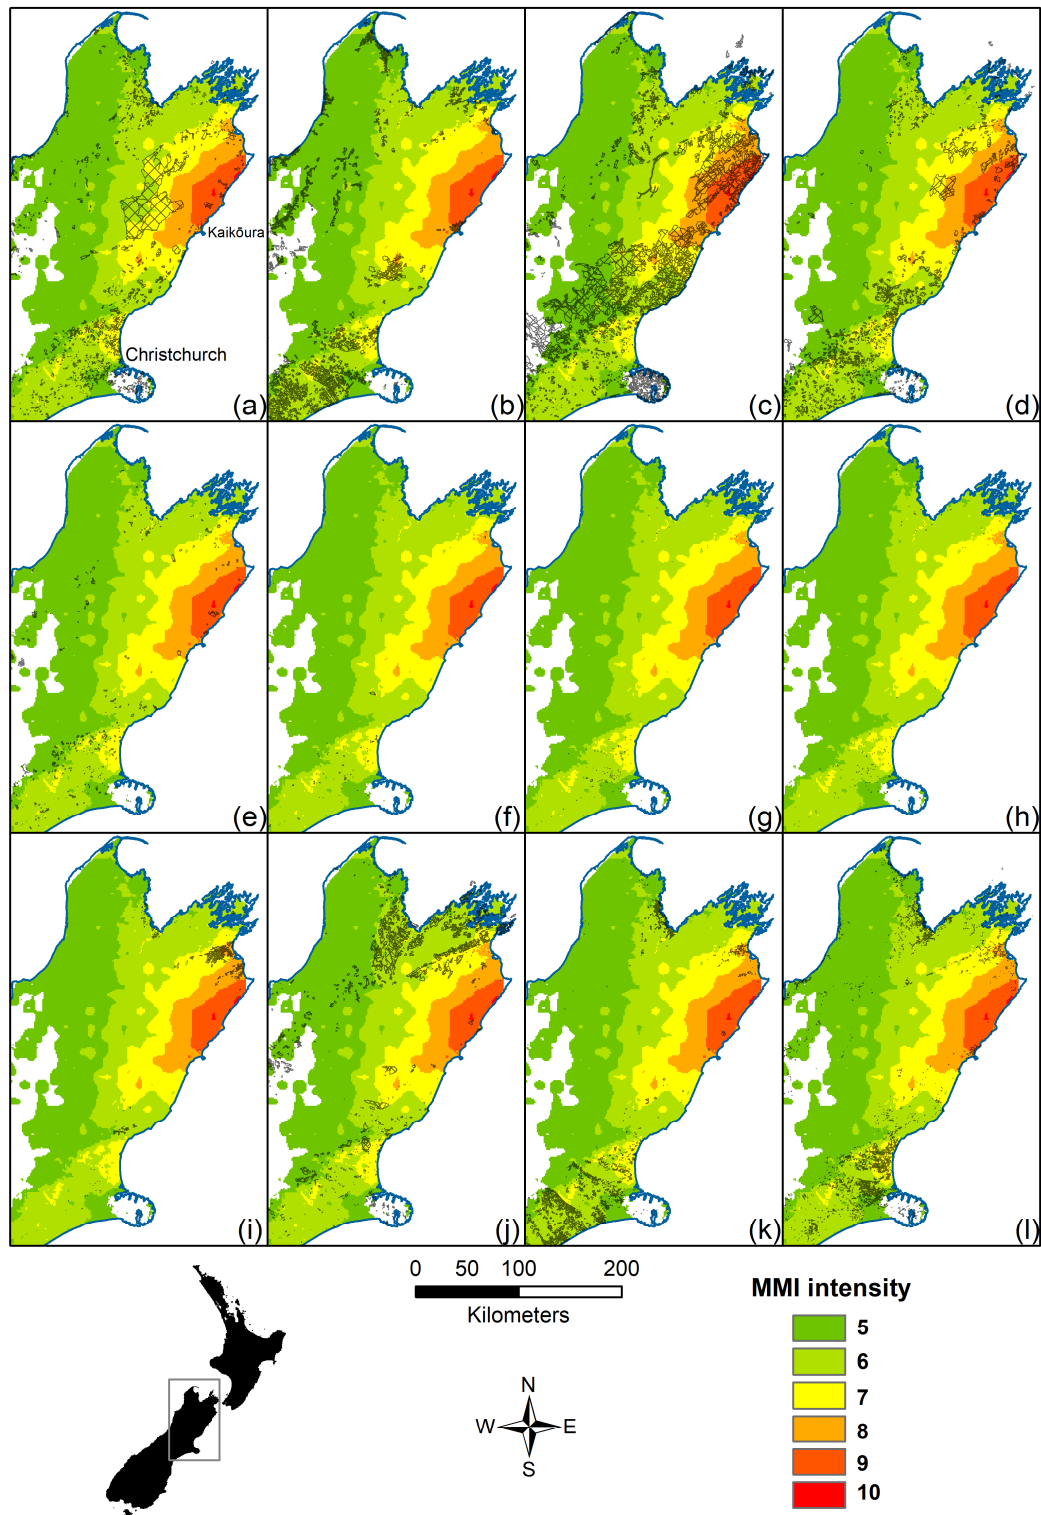 Kaikōura
Christchurch
(a)
(b)
(c)
(d)
(e)
(f)
(g)
(h)
(i)
(j)
(k)
(l)
0 50 100 200
Kilometers
N
W E
S
MMI intensity
5
6
7
8
9
10